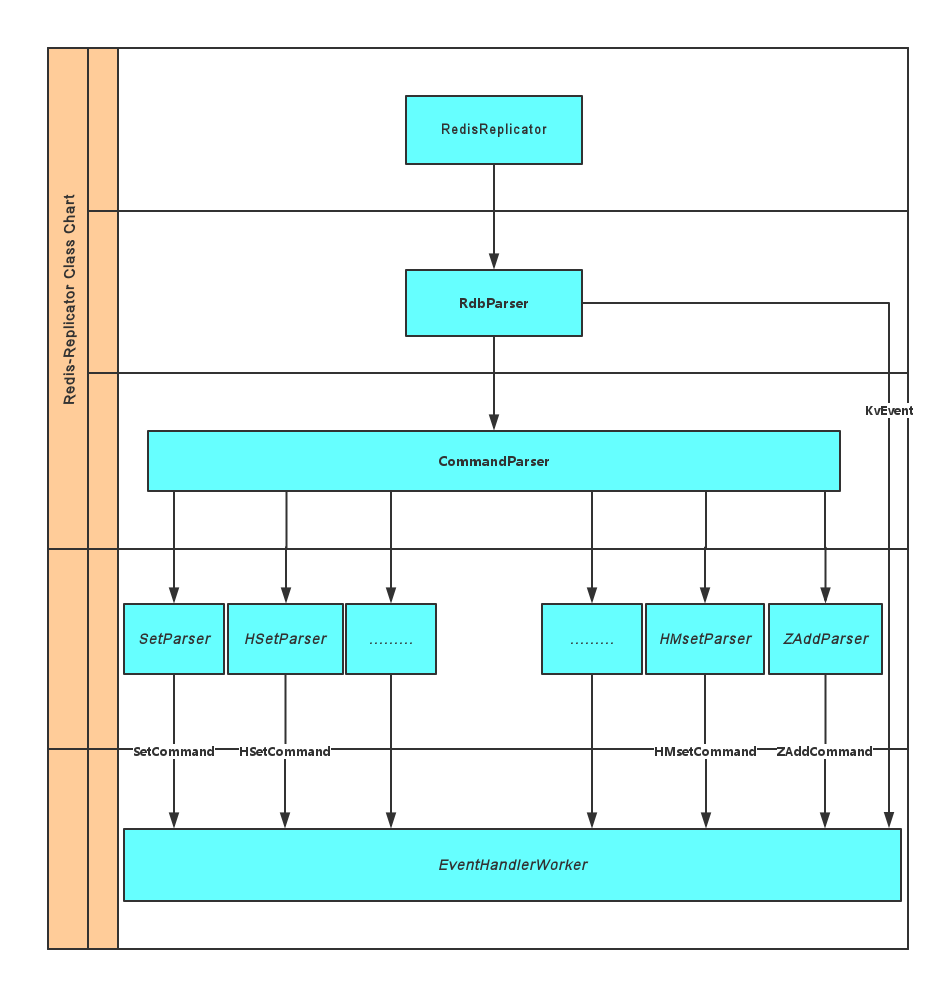 Redis-Replicator Class Chart
RedisReplicator
RdbParser
KvEvent
CommandParser
SetParser
HSetParser
.........
.........
HMsetParser
ZAddParser
SetCommand
HSetCommand
HMsetCommand
ZAddCommand
EventHandlerWorker